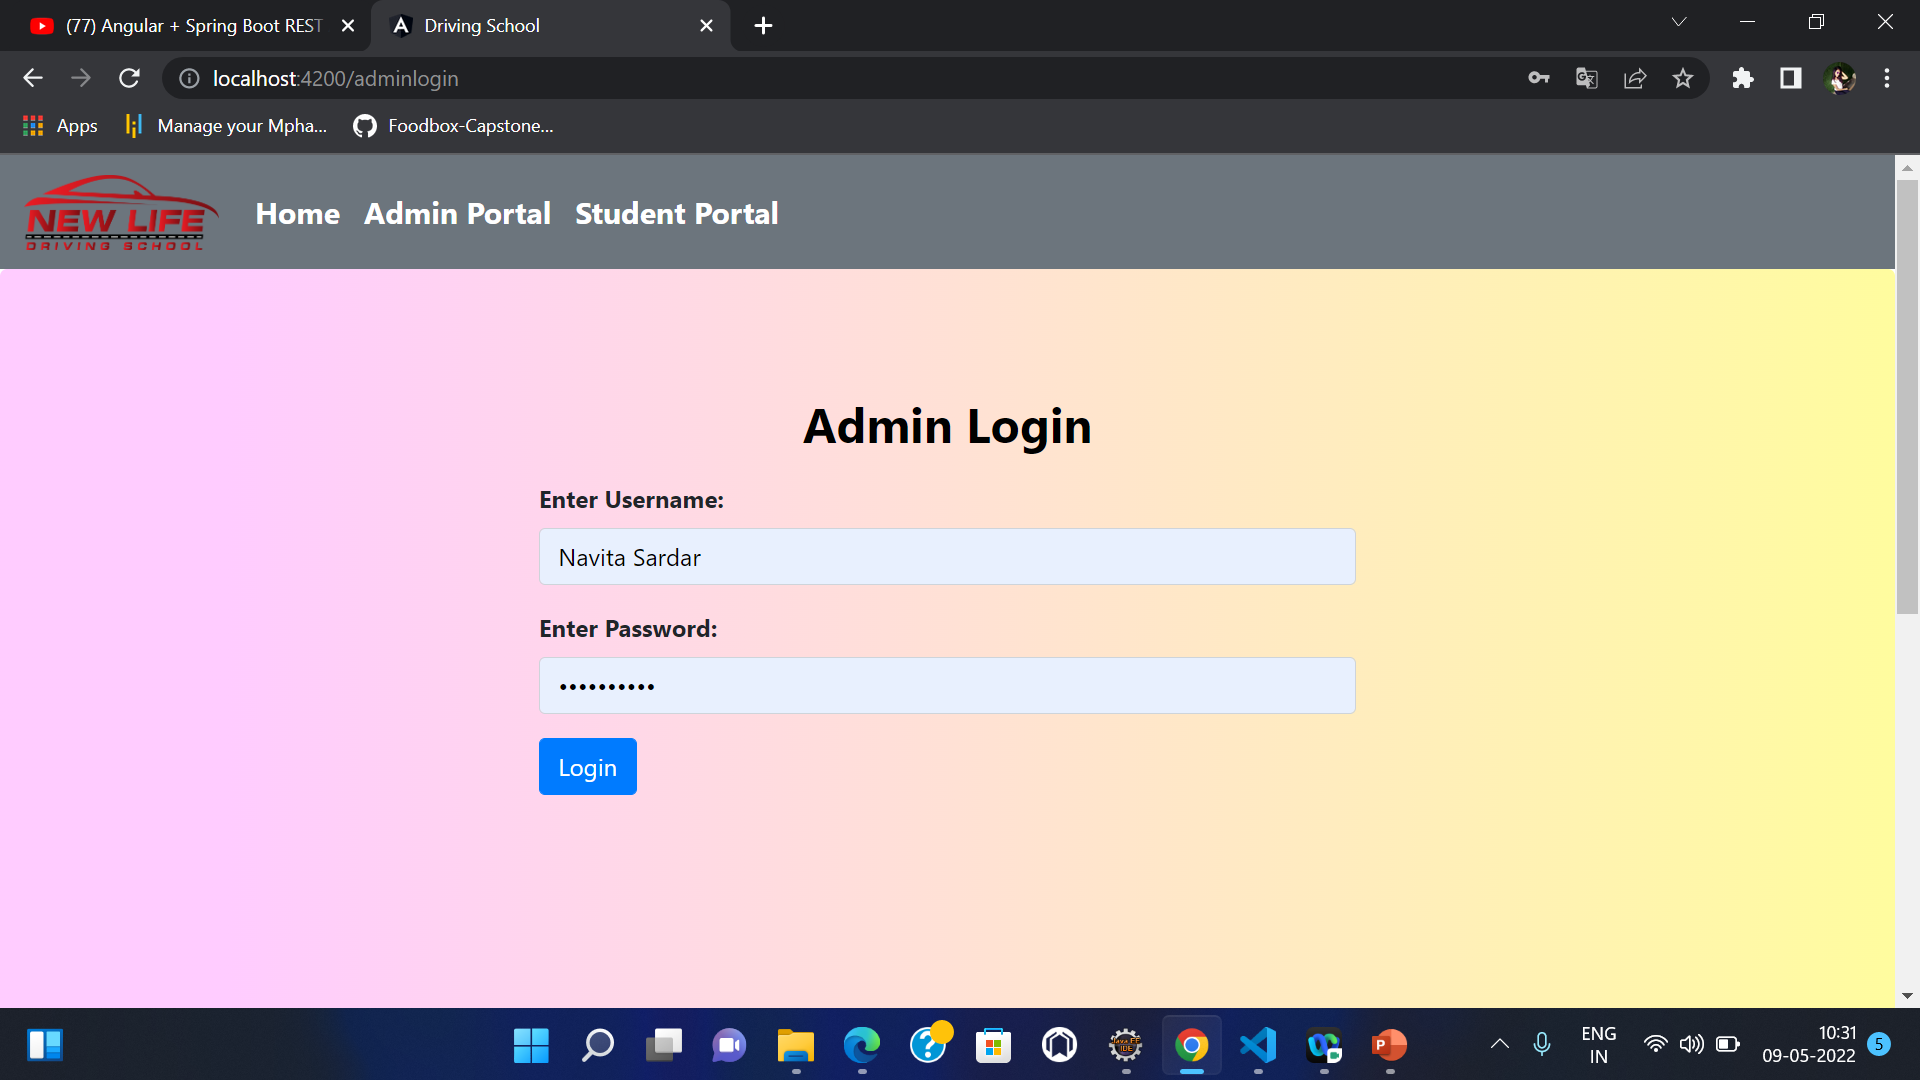 (77) Angular + Spring Boot REST
Driving School
localhost:4200/adminlogin
Apps
Manage your Mpha...
Foodbox-Capstone...
NEW LIFE
DRIVING SCHOOL
Home
Admin Portal
Student Portal
Admin Login
Enter Username:
Navita Sardar
Enter Password:
••••••••••
Login
ENG
IN
10:31
09-05-2022
5